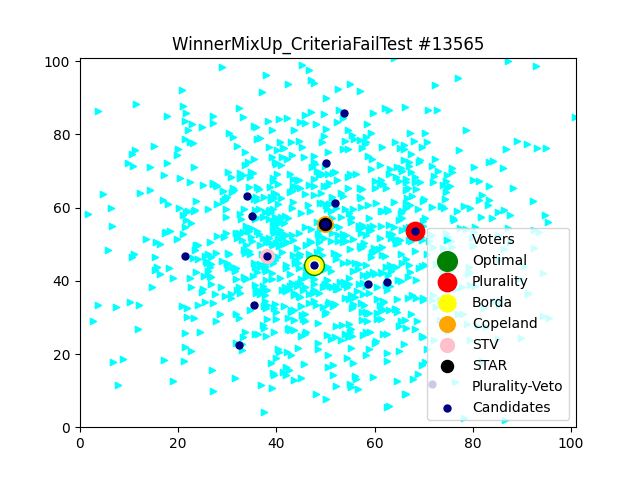 WinnerMixUp_CriteriaFailTest #13565
100
80
60
40
20
0
0
20
40
60
80
100
Voters
Optimal
Plurality
Borda
Copeland
STV
STAR
Plurality-Veto
Candidates